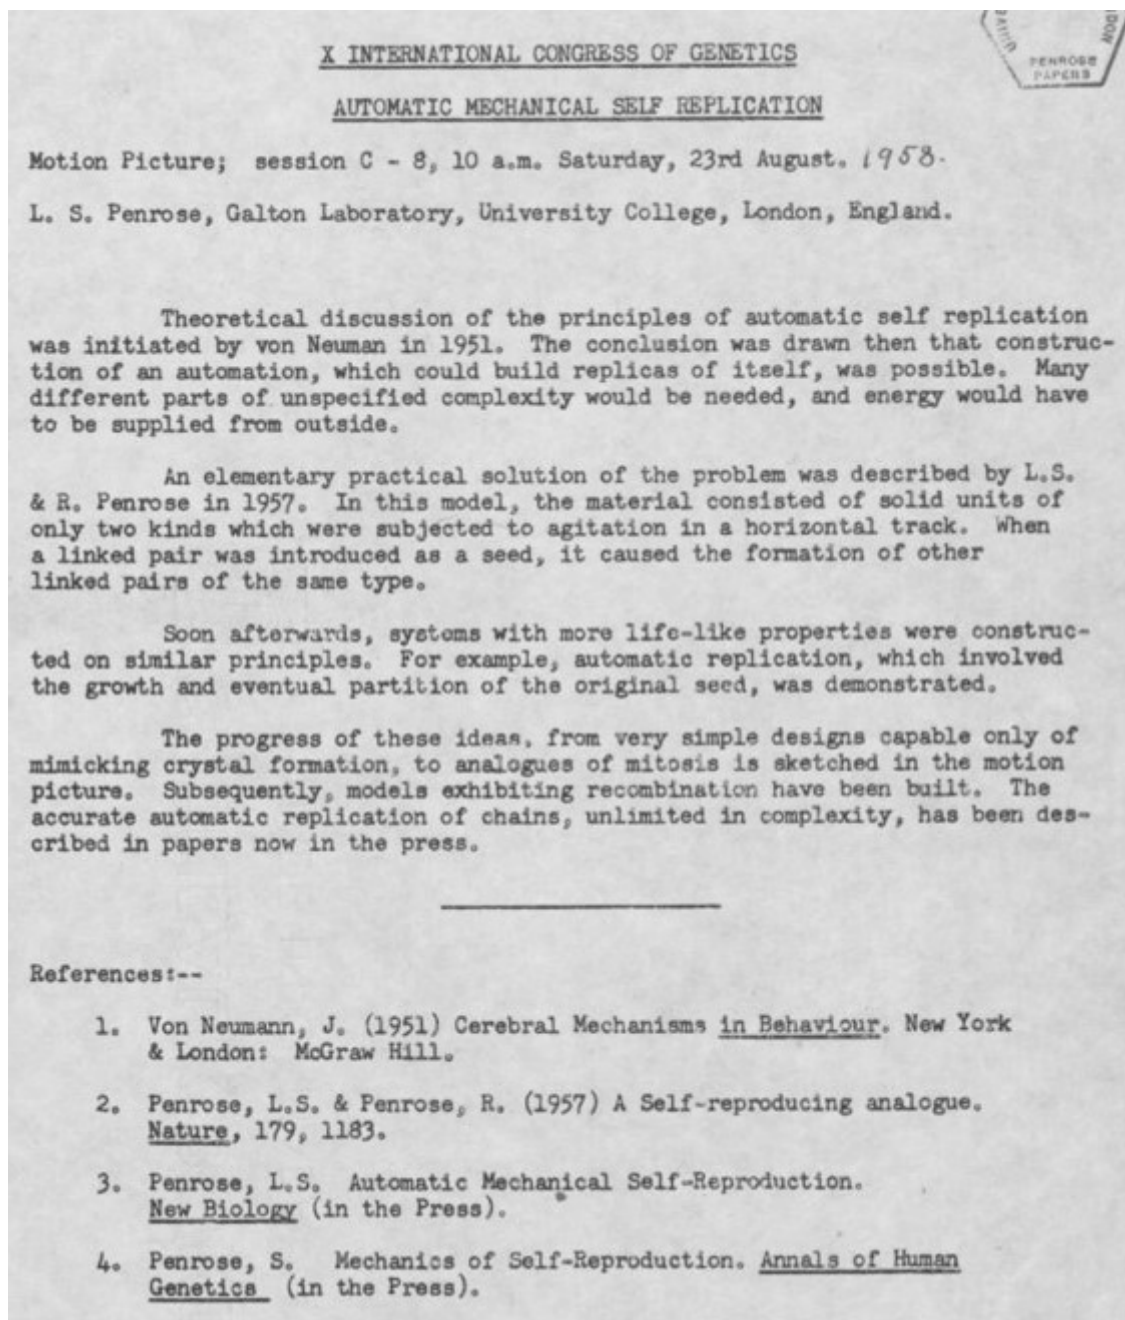 X INTERNATIONAL CONGRESS OF GENETICS
AUTOMATIC MECHANICAL SELF REPLICATION
PENROSE
PAPERS
Motion Picture; session C - 8, 10 a.m. Saturday, 23rd August. 1958.
L. S. Penrose, Galton Laboratory, University College, London, England.
Theoretical discussion of the principles of automatic self replication
was initiated by von Neuman in 1951. The conclusion was drawn then that construc-
tion of an automation, which could build replicas of itself, was possible. Many
different parts of unspecified complexity would be needed, and energy would have
to be supplied from outside.
An elementary practical solution of the problem was described by L.S.
& R. Penrose in 1957. In this model, the material consisted of solid units of
only two kinds which were subjected to agitation in a horizontal track. When
a linked pair was introduced as a seed, it caused the formation of other
linked pairs of the same type.
Soon afterwards, systems with more life-like properties were construc-
ted on similar principles. For example, automatic replication, which involved
the growth and eventual partition of the original seed, was demonstrated.
The progress of these ideas, from very simple designs capable only of
mimicking crystal formation, to analogues of mitosis is sketched in the motion
picture. Subsequently, models exhibiting recombination have been built. The
accurate automatic replication of chains, unlimited in complexity, has been des-
cribed in papers now in the press.
References:--
1. Von Neumann, J. (1951) Cerebral Mechanisms in Behaviour. New York
& London: McGraw Hill.
2. Penrose, L.S. & Penrose, R. (1957) A Self-reproducing analogue.
Nature, 179, 1183.
3. Penrose, L.S. Automatic Mechanical Self-Reproduction.
New Biology (in the Press).
4. Penrose, S. Mechanics of Self-Reproduction. Annals of Human
Genetics (in the Press).